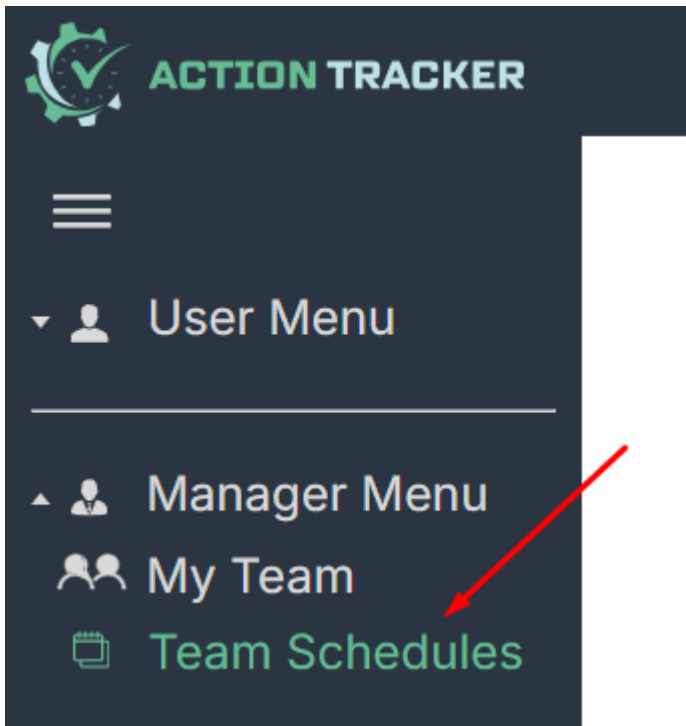 ACTION TRACKER
User Menu
Manager Menu
My Team
Team Schedules